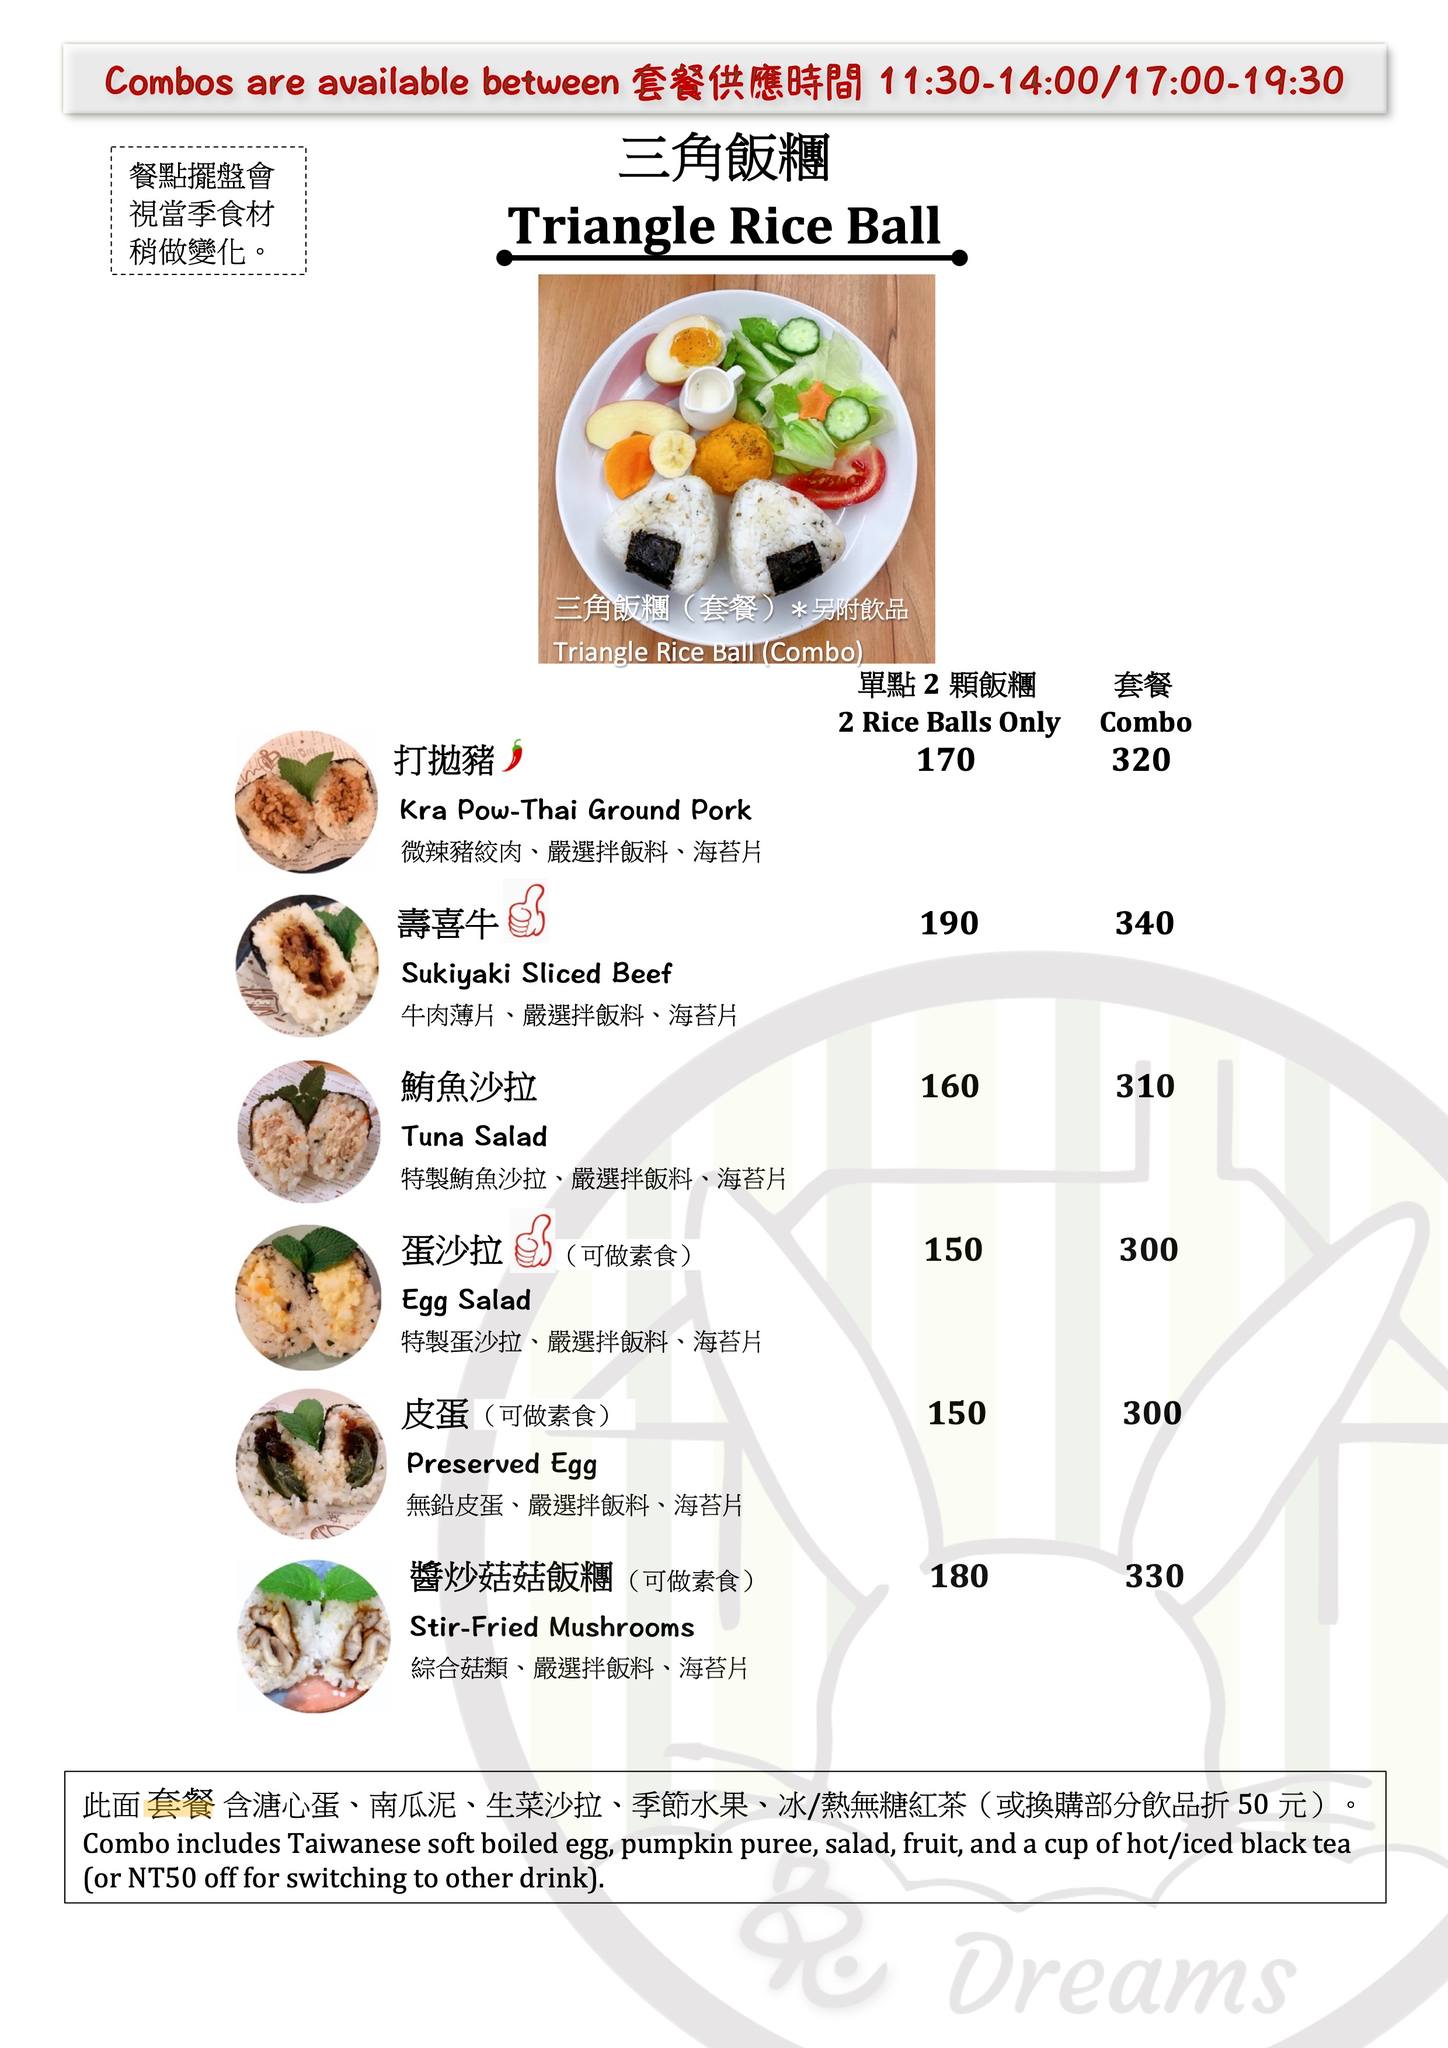 Combos are available between 套餐供應時間 11:30-14:00/17:00-19:30
餐點擺盤會
視當季食材
稍做變化。
三角飯糰
Triangle Rice Ball
三角飯糰（套餐）＊另附飲品
Triangle Rice Ball (Combo)
單點 2 顆飯糰 套餐
2 Rice Balls Only Combo
打拋豬 170 320
Kra Pow-Thai Ground Pork
微辣豬絞肉、嚴選拌飯料、海苔片
壽喜牛 190 340
Sukiyaki Sliced Beef
牛肉薄片、嚴選拌飯料、海苔片
鮪魚沙拉 160 310
Tuna Salad
特製鮪魚沙拉、嚴選拌飯料、海苔片
蛋沙拉（可做素食） 150 300
Egg Salad
特製蛋沙拉、嚴選拌飯料、海苔片
皮蛋（可做素食） 150 300
Preserved Egg
無鉛皮蛋、嚴選拌飯料、海苔片
醬炒菇菇飯糰（可做素食） 180 330
Stir-Fried Mushrooms
綜合菇類、嚴選拌飯料、海苔片
此面 套餐 含溏心蛋、南瓜泥、生菜沙拉、季節水果、冰/熱無糖紅茶（或換購部分飲品折 50 元）。
Combo includes Taiwanese soft boiled egg, pumpkin puree, salad, fruit, and a cup of hot/iced black tea
(or NT50 off for switching to other drink).
Dreams